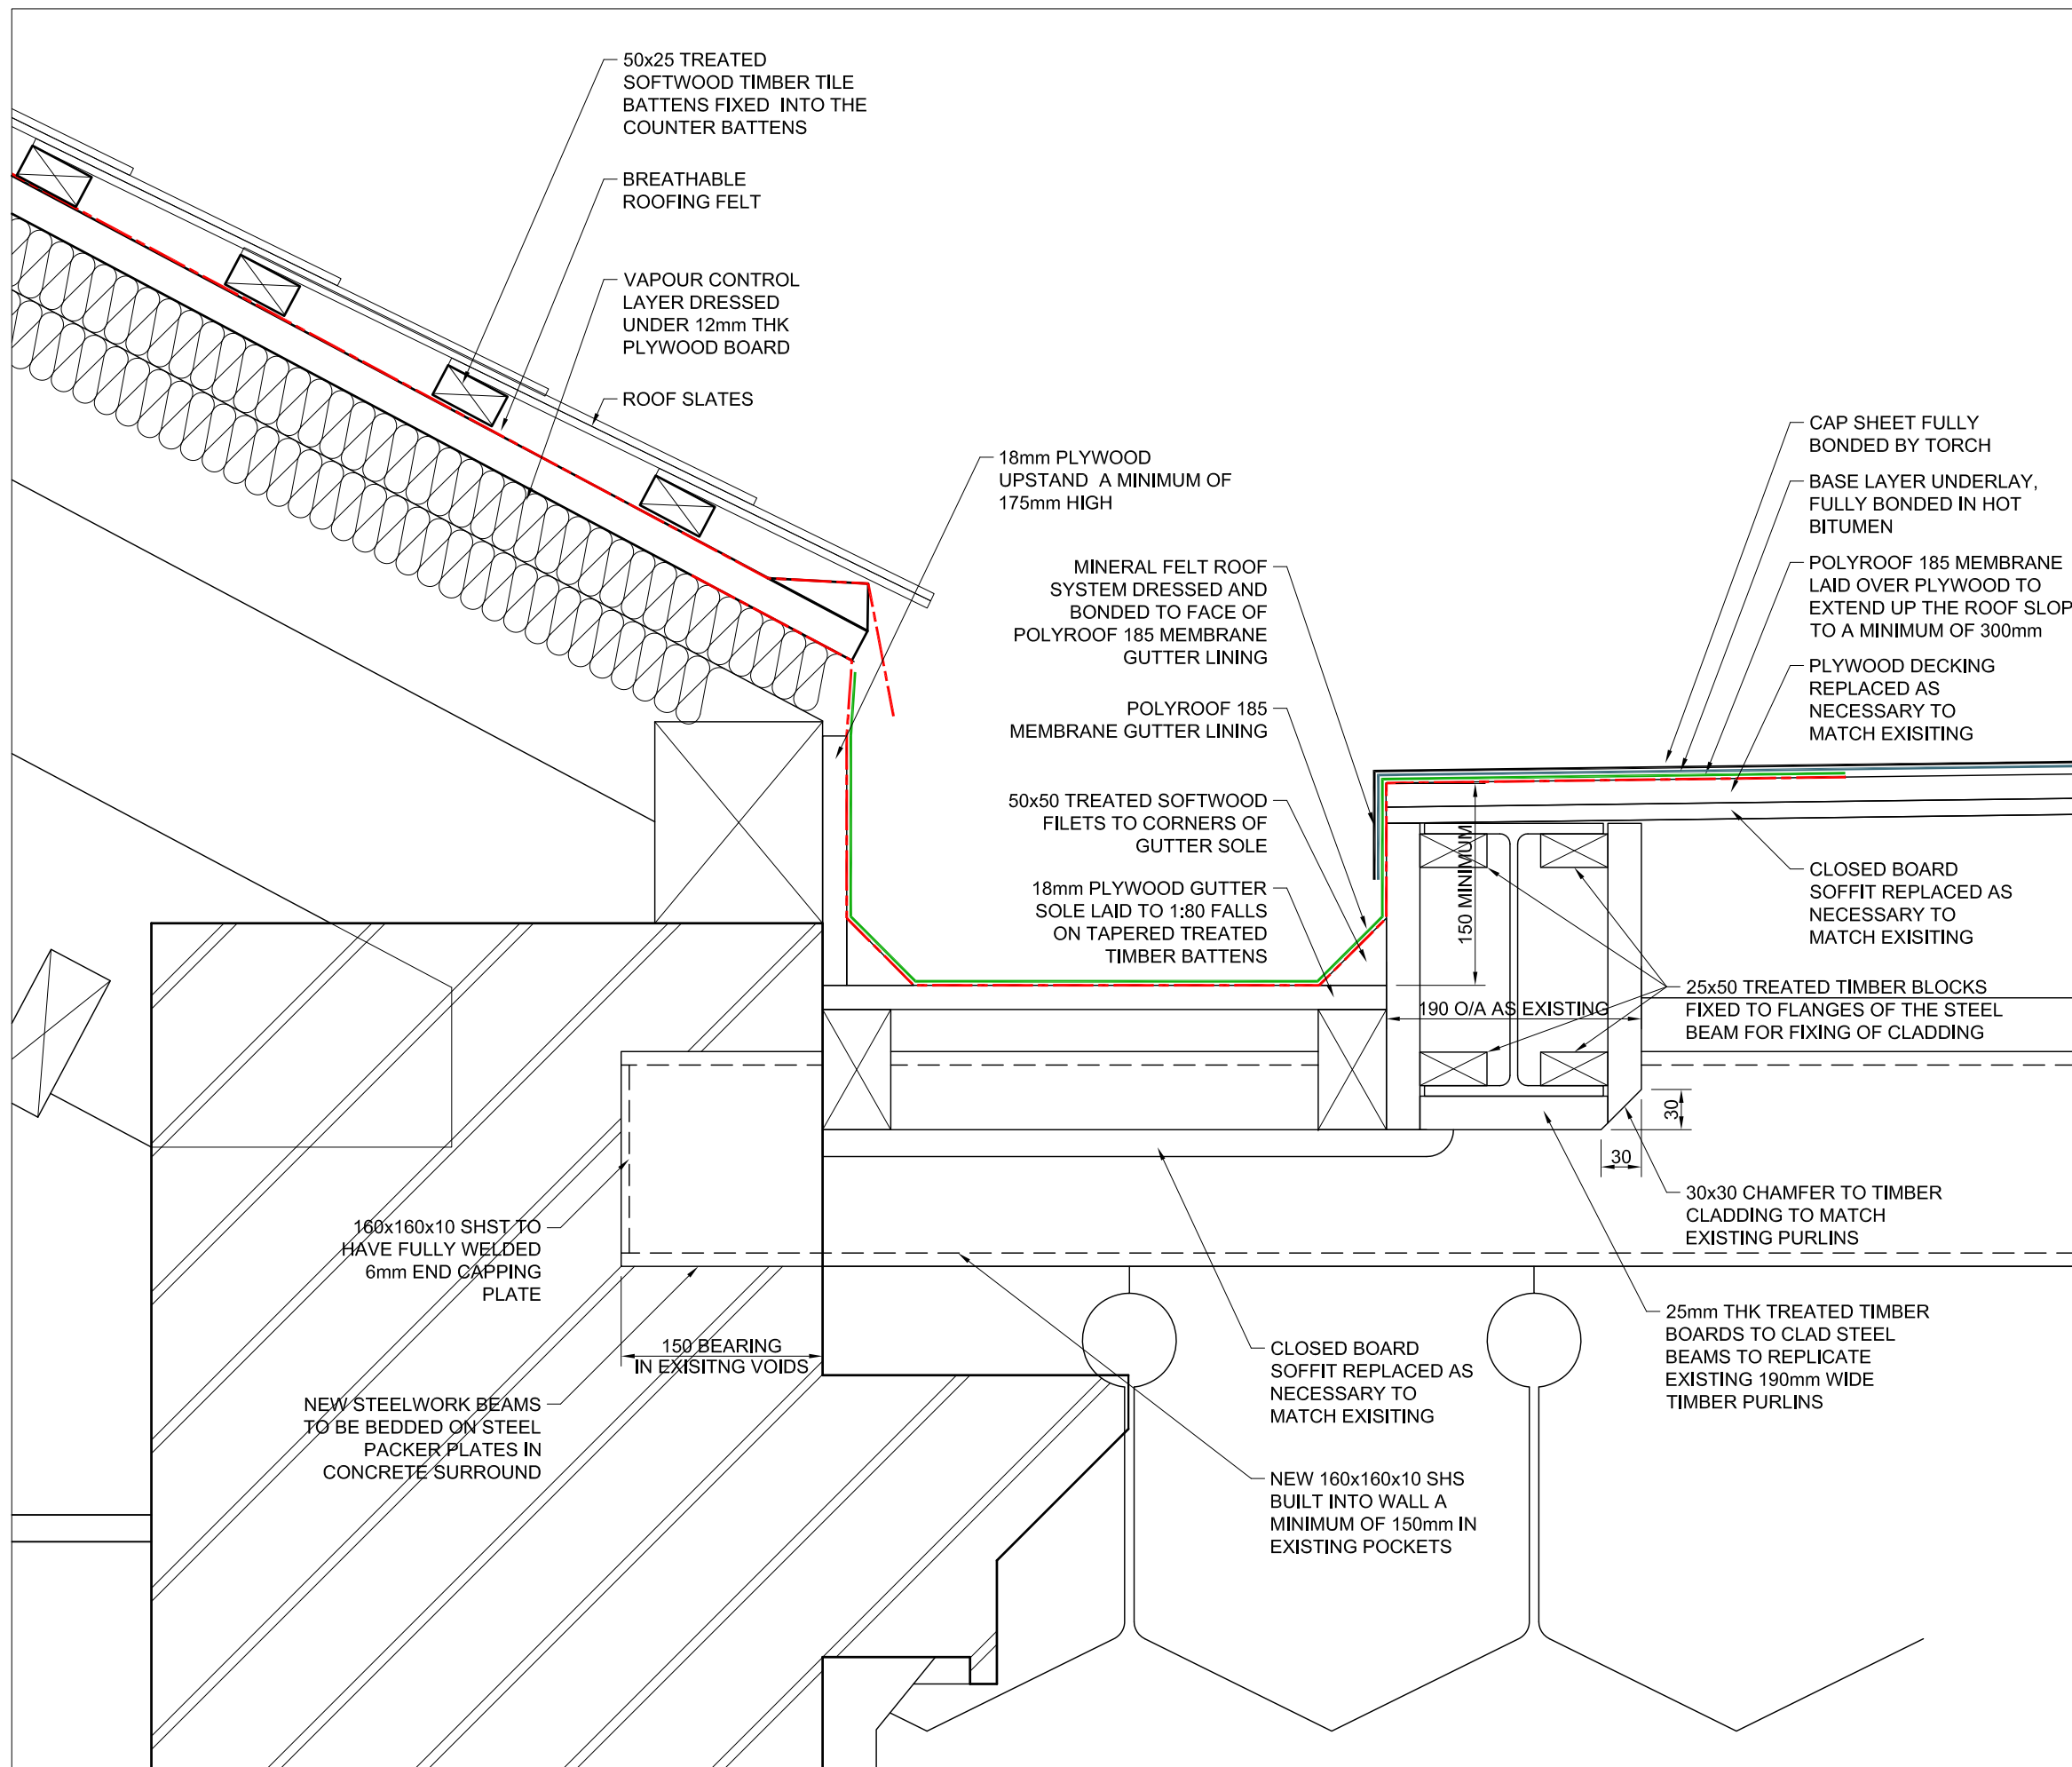 50x25 TREATED
SOFTWOOD TIMBER TILE
BATTENS FIXED INTO THE
COUNTER BATTENS
BREATHABLE
ROOFING FELT
VAPOUR CONTROL
LAYER DRESSED
UNDER 12mm THK
PLYWOOD BOARD
ROOF SLATES
18mm PLYWOOD
UPSTAND A MINIMUM OF
175mm HIGH
MINERAL FELT ROOF
SYSTEM DRESSED AND
BONDED TO FACE OF
POLYROOF 185 MEMBRANE
GUTTER LINING
POLYROOF 185
MEMBRANE GUTTER LINING
50x50 TREATED SOFTWOOD
FILETS TO CORNERS OF
GUTTER SOLE
18mm PLYWOOD GUTTER
SOLE LAID TO 1:80 FALLS
ON TAPERED TREATED
TIMBER BATTENS
CAP SHEET FULLY
BONDED BY TORCH
BASE LAYER UNDERLAY,
FULLY BONDED IN HOT
BITUMEN
POLYROOF 185 MEMBRANE
LAID OVER PLYWOOD TO
EXTEND UP THE ROOF SLOP
TO A MINIMUM OF 300mm
PLYWOOD DECKING
REPLACED AS
NECESSARY TO
MATCH EXISITING
CLOSED BOARD
SOFFIT REPLACED AS
NECESSARY TO
MATCH EXISITING
150 MINIMUM
190 O/A AS EXISTING
25x50 TREATED TIMBER BLOCKS
FIXED TO FLANGES OF THE STEEL
BEAM FOR FIXING OF CLADDING
30
30
30x30 CHAMFER TO TIMBER
CLADDING TO MATCH
EXISTING PURLINS
25mm THK TREATED TIMBER
BOARDS TO CLAD STEEL
BEAMS TO REPLICATE
EXISTING 190mm WIDE
TIMBER PURLINS
160x160x10 SHST TO
HAVE FULLY WELDED
6mm END CAPPING
PLATE
150 BEARING
IN EXISITNG VOIDS
NEW STEELWORK BEAMS
TO BE BEDDED ON STEEL
PACKER PLATES IN
CONCRETE SURROUND
CLOSED BOARD
SOFFIT REPLACED AS
NECESSARY TO
MATCH EXISITING
NEW 160x160x10 SHS
BUILT INTO WALL A
MINIMUM OF 150mm IN
EXISTING POCKETS